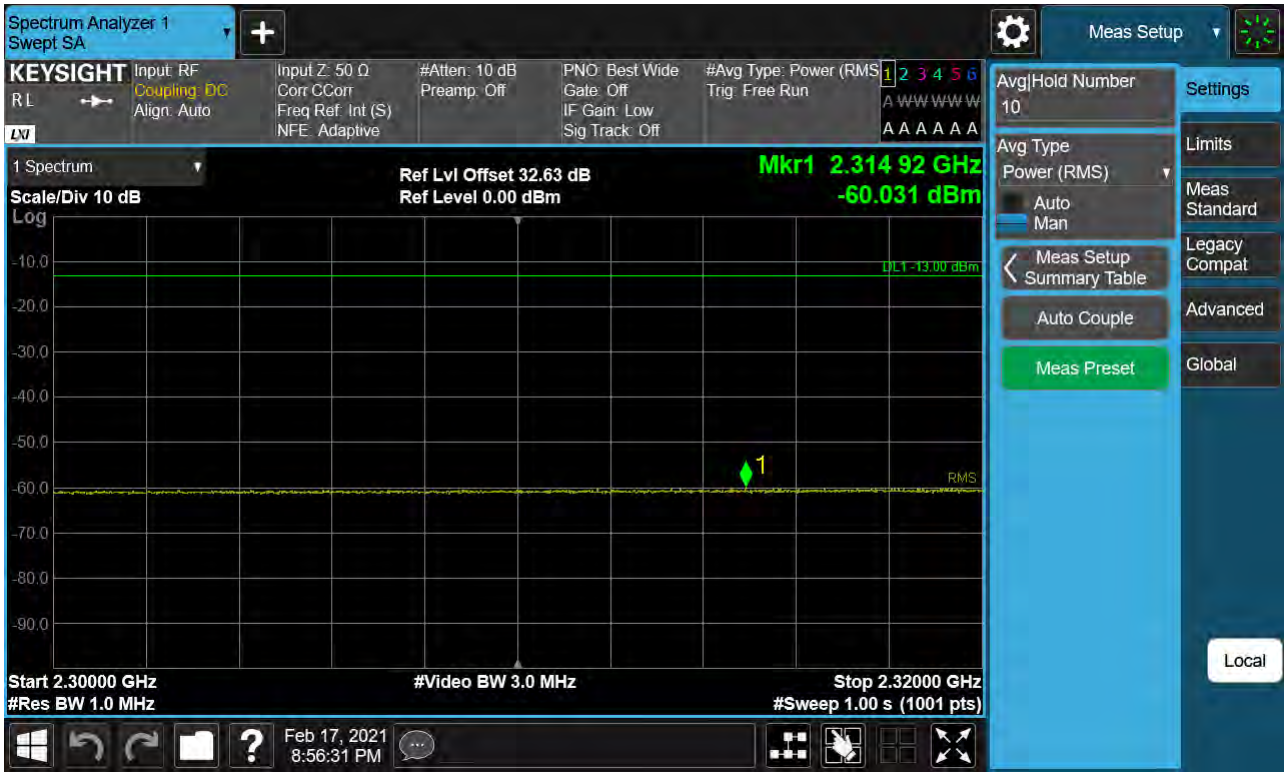 Spectrum Analyzer 1
Swept SA
+
Meas Setup
KEYSIGHT
RL
LXI
Input: RF
Coupling: DC
Align: Auto
Input Z: 50 Ω
Corr CCorr
Freq Ref: Int (S)
NFE: Adaptive
#Atten: 10 dB
Preamp: Off
PNO: Best Wide
Gate: Off
IF Gain: Low
Sig Track: Off
#Avg Type: Power (RMS
Trig: Free Run
1 2 3 4 5 6
A W W W W W
A A A A A A
1 Spectrum
Scale/Div 10 dB
Log
Ref Lvl Offset 32.63 dB
Ref Level 0.00 dBm
Mkr1 2.314 92 GHz
-60.031 dBm
-10.0
DL1 -13.00 dBm
-20.0
-30.0
-40.0
-50.0
1
RMS
-60.0
-70.0
-80.0
-90.0
Start 2.30000 GHz
#Video BW 3.0 MHz
Stop 2.32000 GHz
#Res BW 1.0 MHz
#Sweep 1.00 s (1001 pts)
Avg|Hold Number
10
Avg Type
Power (RMS)
Auto
Man
Meas Setup
Summary Table
Auto Couple
Meas Preset
Settings
Limits
Meas
Standard
Legacy
Compat
Advanced
Global
Local
?
Feb 17, 2021
8:56:31 PM